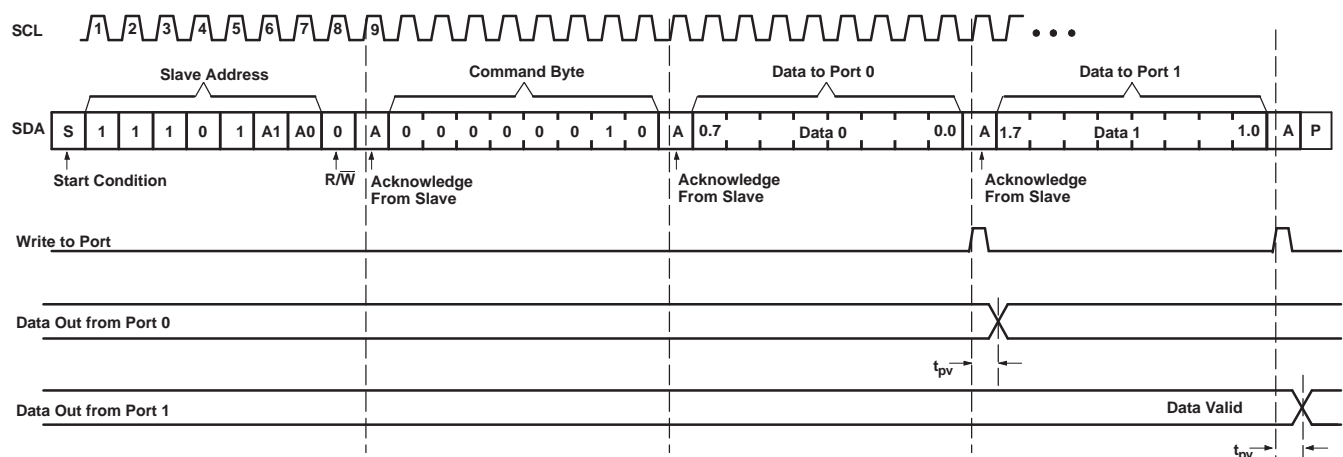 SCL 1 2 3 4 5 6 7 8 9 • • •
Slave Address Command Byte Data to Port 0 Data to Port 1
SDA S 1 1 1 0 1 A1 A0 0 A 0 0 0 0 0 0 1 0 A 0.7 Data 0 0.0 A 1.7 Data 1 1.0 A P
Start Condition R/W̅ Acknowledge From Slave Acknowledge From Slave Acknowledge From Slave
Write to Port
Data Out from Port 0
tpv
Data Out from Port 1 Data Valid
tpv